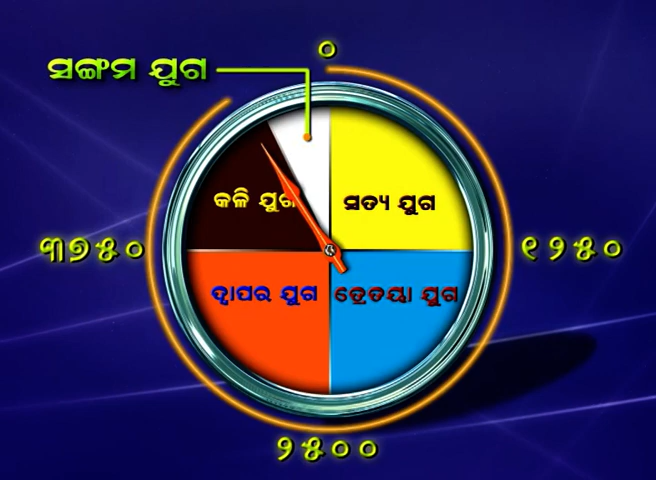 ୦
ସଙ୍ଗମ ଯୁଗ
କଳି ଯୁଗ
ସତ୍ୟ ଯୁଗ
୩୭୫୦
୧୨୫୦
ଦ୍ୱାପର ଯୁଗ
ତ୍ରେତୟା ଯୁଗ
୨୫୦୦